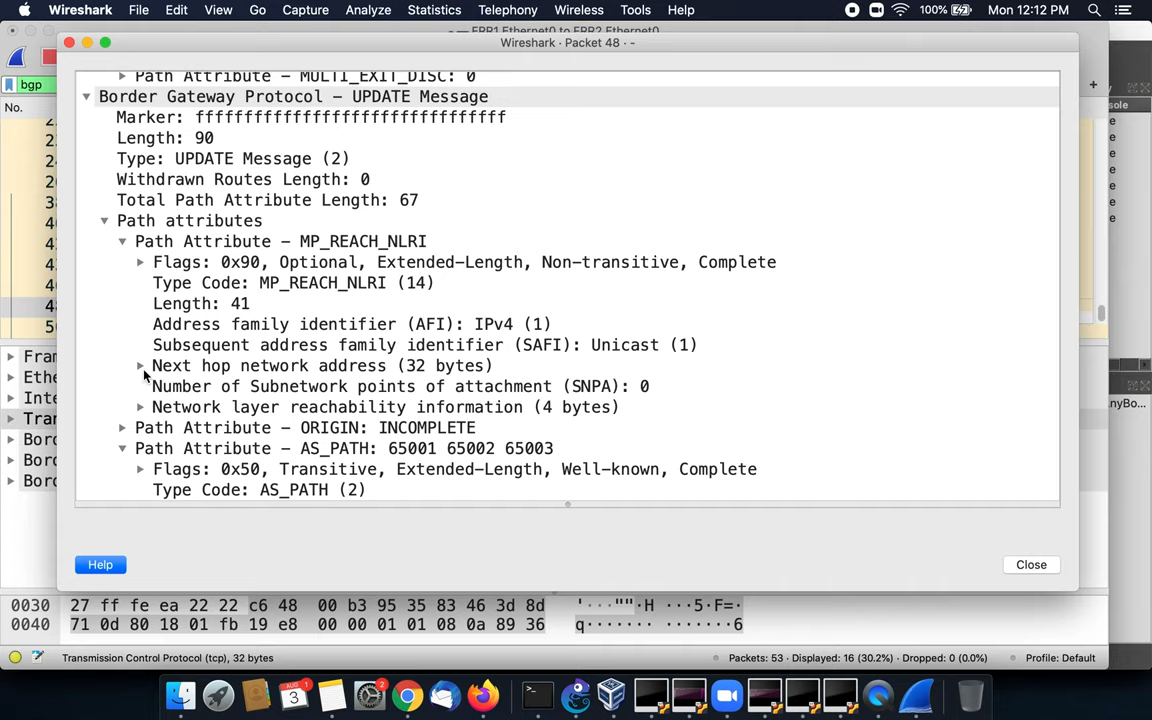 Wireshark File Edit View Go Capture Analyze Statistics Telephony Wireless Tools Help 100% Mon 12:12 PM
Wireshark · Packet 48 · -
bgp
No.
Path Attribute – MULTI_EXIT_DISC: 0
Border Gateway Protocol – UPDATE Message
Marker: ffffffffffffffffffffffffffffffff
Length: 90
Type: UPDATE Message (2)
Withdrawn Routes Length: 0
Total Path Attribute Length: 67
Path attributes
Path Attribute – MP_REACH_NLRI
Flags: 0x90, Optional, Extended-Length, Non-transitive, Complete
Type Code: MP_REACH_NLRI (14)
Length: 41
Address family identifier (AFI): IPv4 (1)
Subsequent address family identifier (SAFI): Unicast (1)
Next hop network address (32 bytes)
Number of Subnetwork points of attachment (SNPA): 0
Network layer reachability information (4 bytes)
Path Attribute – ORIGIN: INCOMPLETE
Path Attribute – AS_PATH: 65001 65002 65003
Flags: 0x50, Transitive, Extended-Length, Well-known, Complete
Type Code: AS_PATH (2)
Help Close
0030 27 ff fe ea 22 22 c6 48 00 b3 95 35 83 46 3d 8d '···""·H ···5·F=·
0040 71 0d 80 18 01 fb 19 e8 00 00 01 01 08 0a 89 36 q······· ·······6
Transmission Control Protocol (tcp), 32 bytes Packets: 53 · Displayed: 16 (30.2%) · Dropped: 0 (0.0%) Profile: Default
AUG
3
1
2